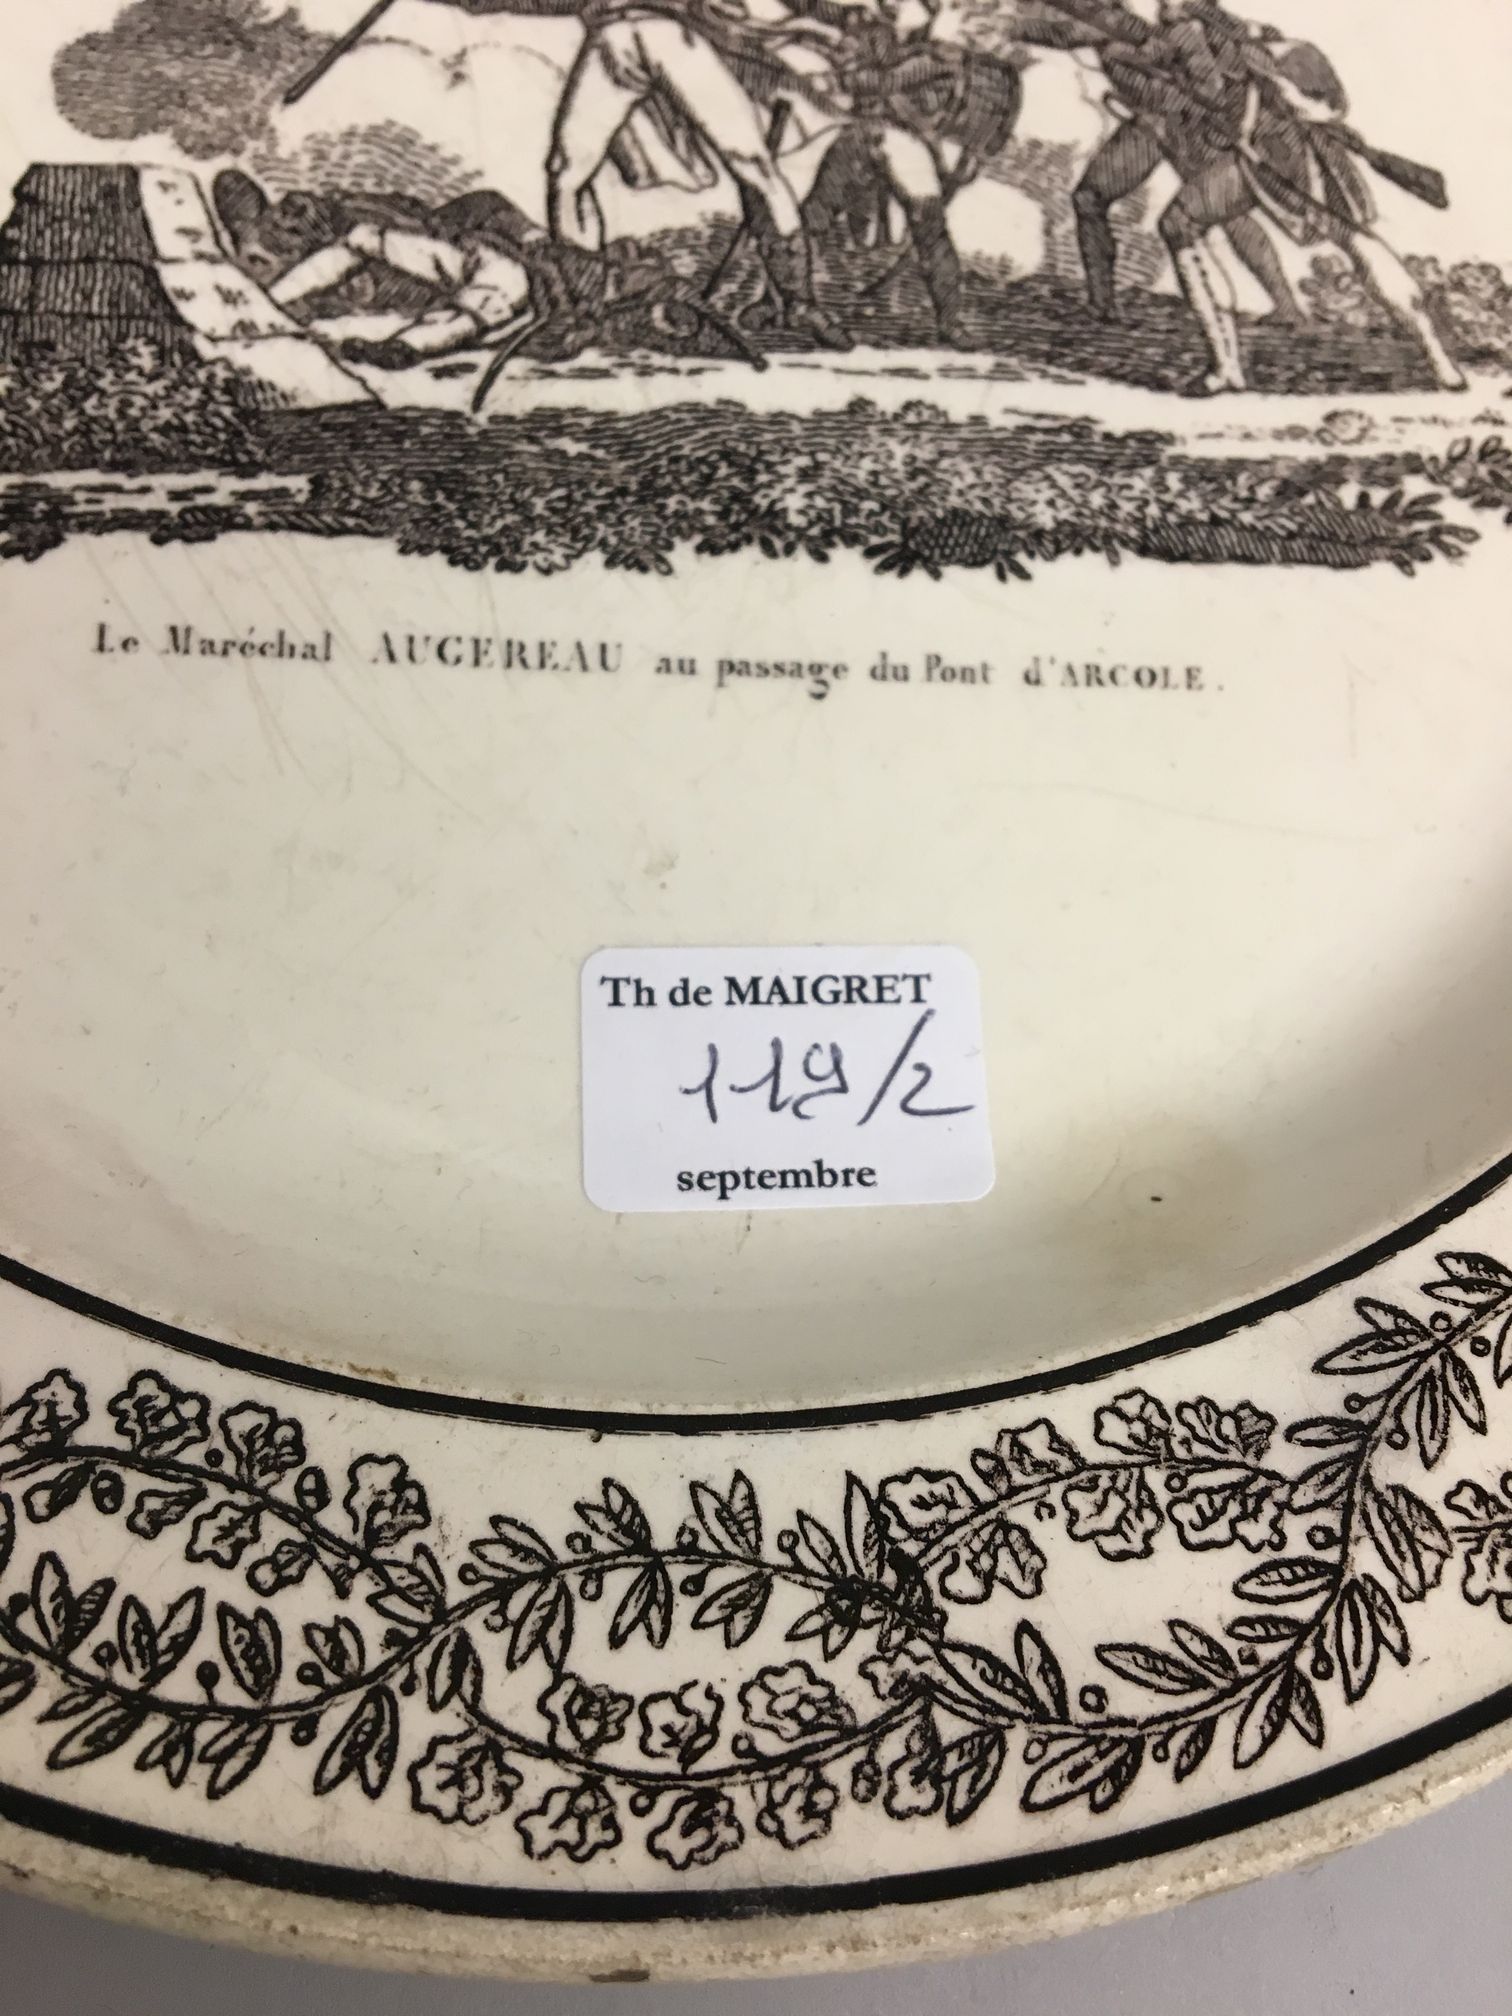 Le Maréchal AUGEREAU au passage du Pont d'ARCOLE.
Th de MAIGRET
119/2
septembre